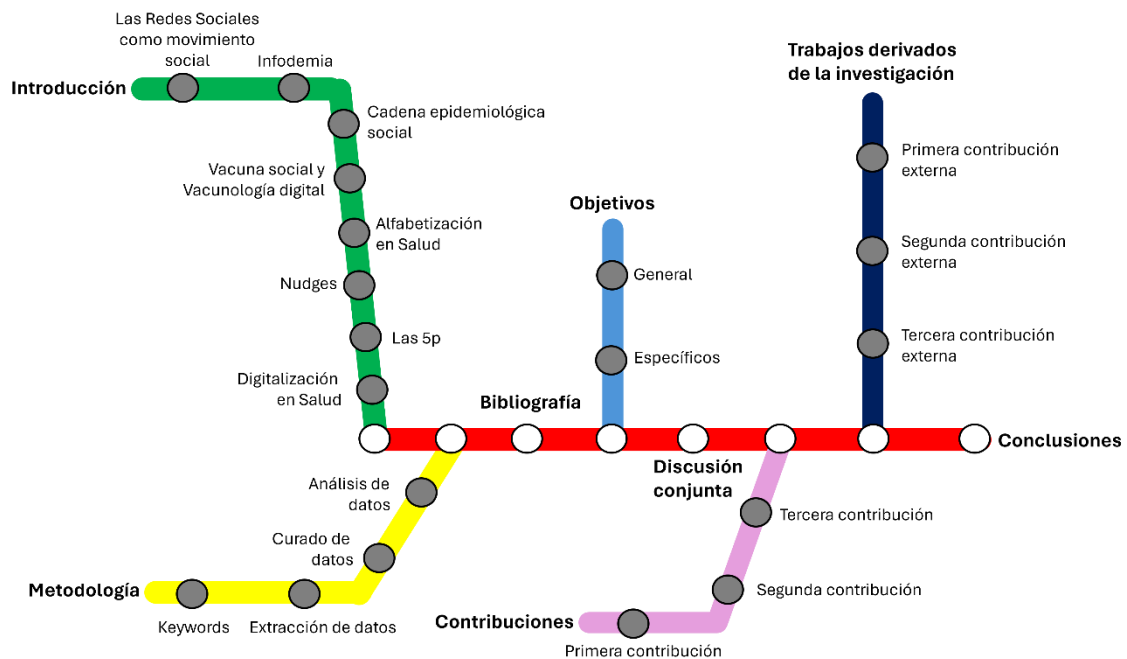 Las Redes Sociales
como movimiento
social
Infodemia
Introducción
Cadena epidemiológica
social
Vacuna social y
Vacunología digital
Alfabetización
en Salud
Nudges
Las 5p
Digitalización
en Salud
Trabajos derivados
de la investigación
Primera contribución
externa
Segunda contribución
externa
Tercera contribución
externa
Objetivos
General
Específicos
Bibliografía
Discusión
conjunta
Conclusiones
Análisis de
datos
Curado de
datos
Metodología
Keywords
Extracción de datos
Tercera contribución
Segunda contribución
Contribuciones
Primera contribución